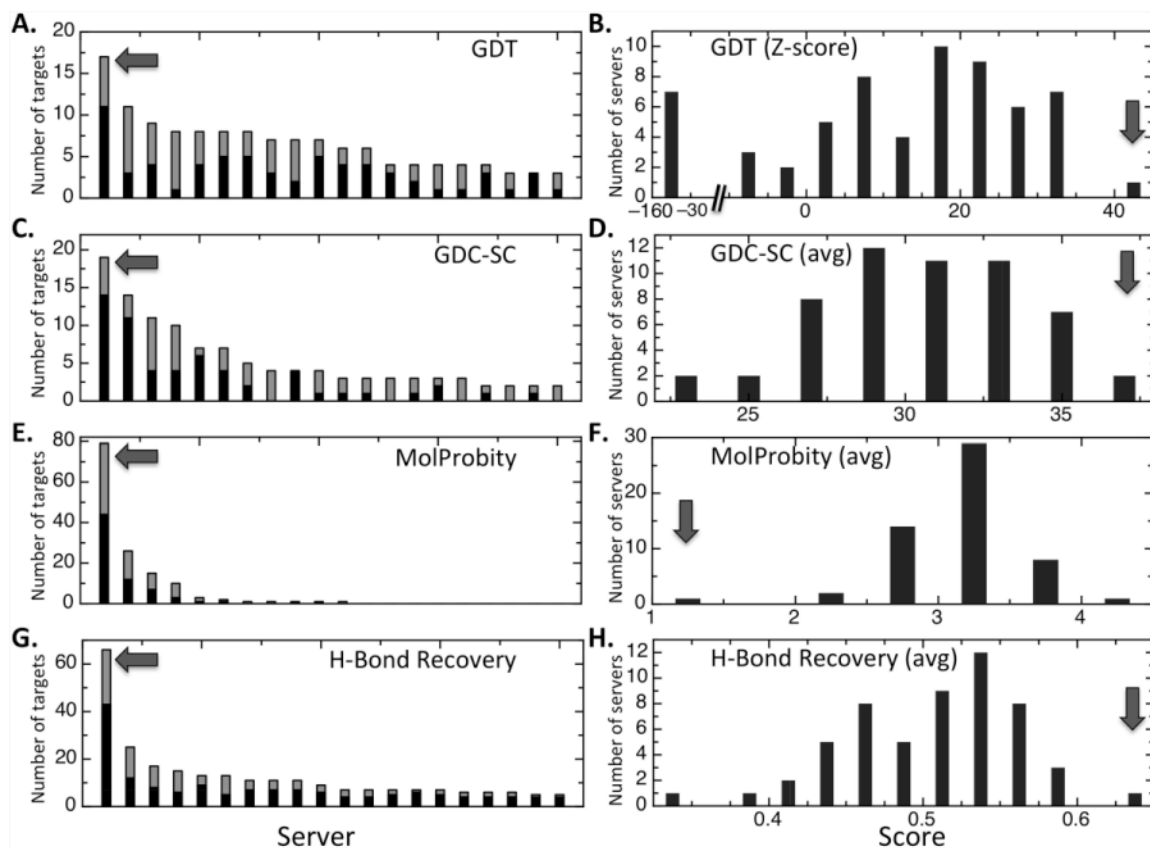 A.
GDT
Number of targets
20
15
10
5
0
B.
GDT (Z-score)
Number of servers
10
8
6
4
2
0
−160 −30 // 0 20 40
C.
GDC-SC
Number of targets
20
15
10
5
0
D.
GDC-SC (avg)
Number of servers
12
10
8
6
4
2
0
25 30 35
E.
MolProbity
Number of targets
80
60
40
20
0
F.
MolProbity (avg)
Number of servers
30
20
10
0
1 2 3 4
G.
H-Bond Recovery
Number of targets
60
40
20
0
Server
H.
H-Bond Recovery (avg)
Number of servers
12
10
8
6
4
2
0
0.4 0.5 0.6
Score